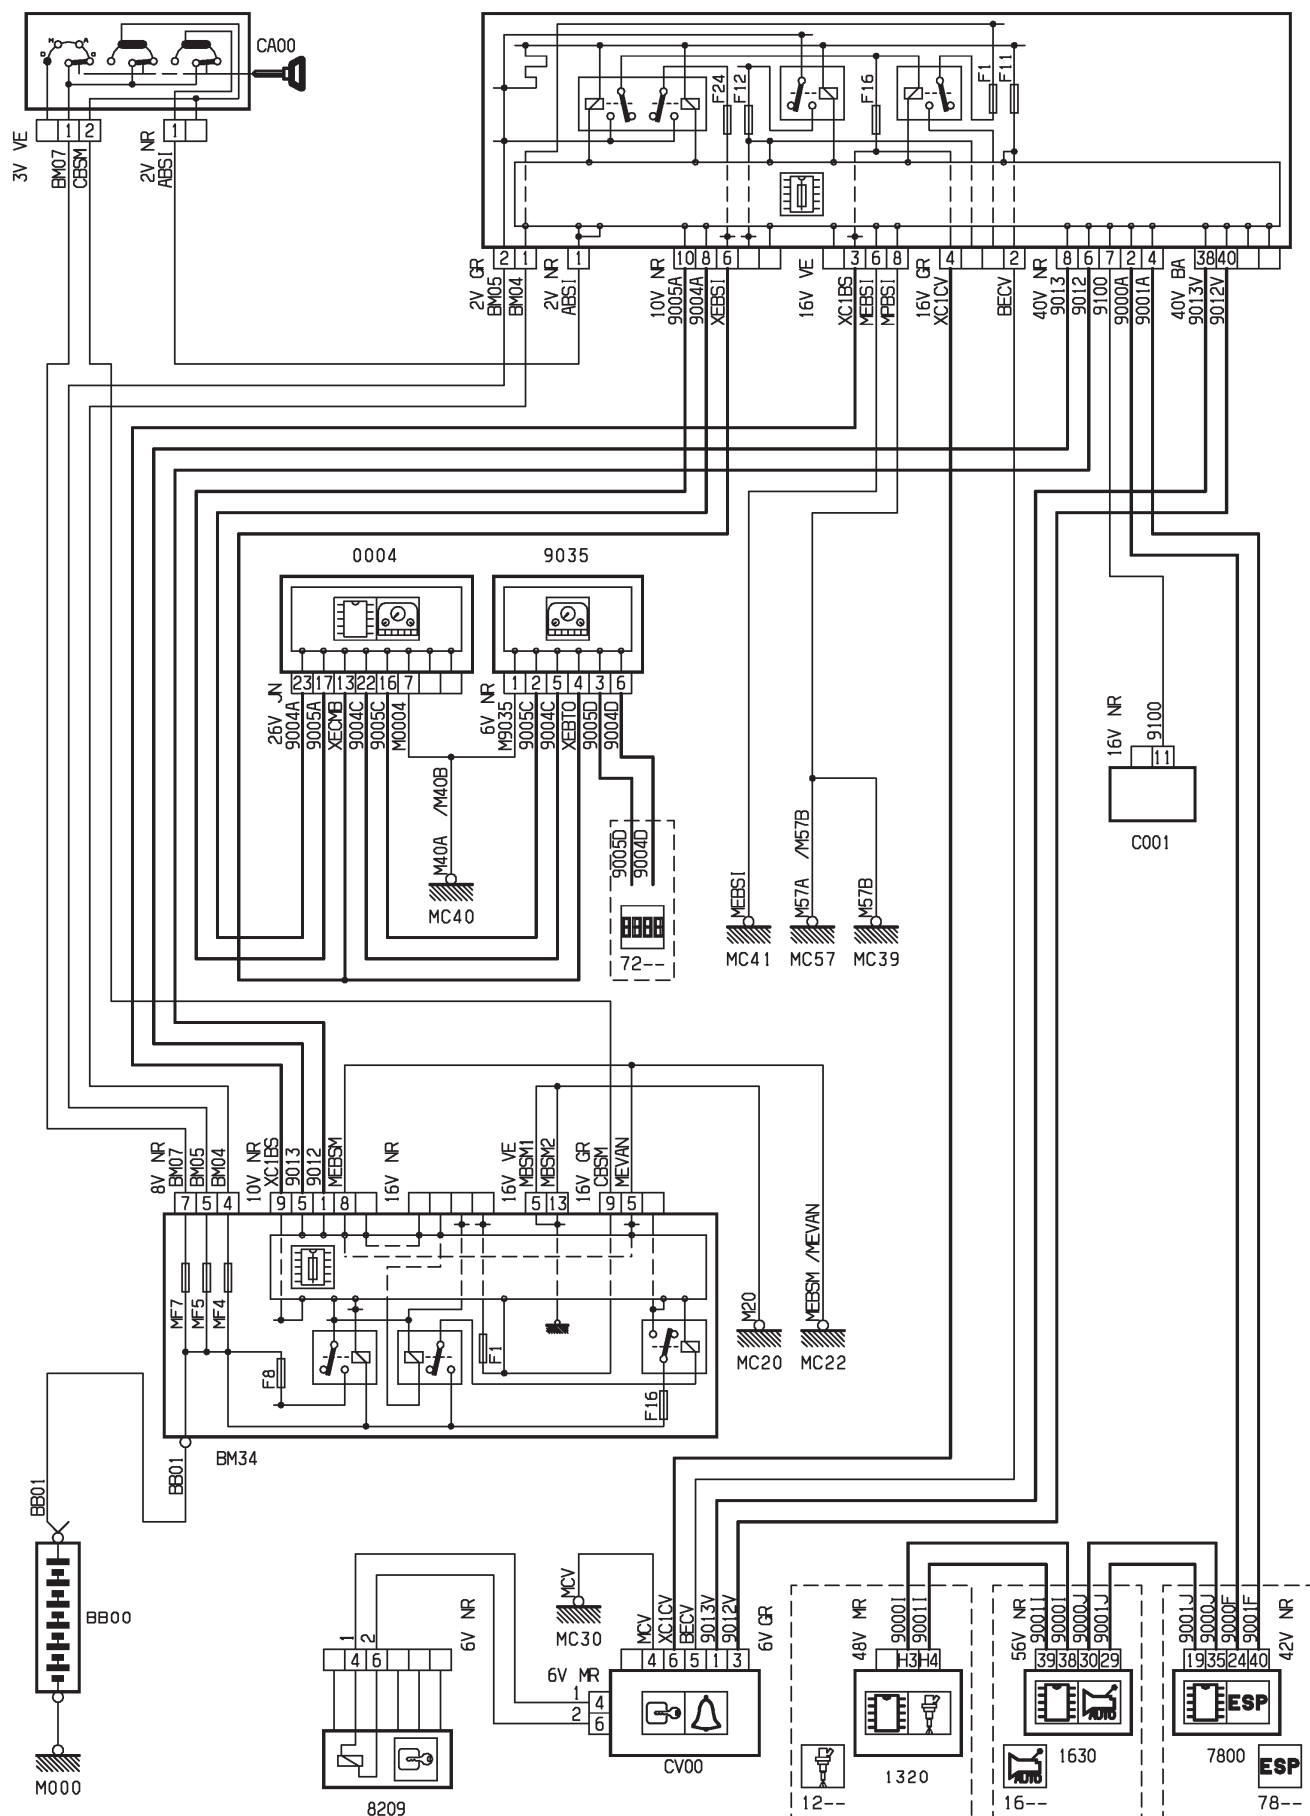 H A
D G
CA00
1 2 1
3V VE
BM07
CBSM
2V NR
ABSI
F24
F12
F16
F1
F11
2 1 1 10 8 6 3 6 8 4 2 8 6 7 2 4 38 40
2V GR
BM05
BM04
2V NR
ABSI
10V NR
9005A
9004A
XEBSI
16V VE
XC1BS
MEBSI
MPBSI
16V GR
XC1CV
BECV
40V NR
9013
9012
9100
9000A
9001A
40V BA
9013V
9012V
0004 9035
23 17 13 22 16 7 1 2 5 4 3 6
26V JN
9004A
9005A
XECMB
9004C
9005C
M0004
6V NR
M9035
9005C
9004C
XEBTO
9005D
9004D
16V NR
9100
11
C001
M40A /M40B
MC40
9005D
9004D
72--
MEBSI
M57A /M57B
M57B
MC41 MC57 MC39
8V NR
BM07
BM05
BM04
10V NR
XC1BS
9013
9012
MEBSM
16V NR
16V VE
MBSM1
MBSM2
16V GR
CBSM
MEVAN
7 5 4 9 5 1 8 5 13 9 5
MF7
MF5
MF4
F8
F1
F16
M20
MEBSM /MEVAN
MC20 MC22
BM34
BB01
BB01
BB00
M000
1
2
6V NR
4 6
8209
MCV
MC30
MCV
XC1CV
BECV
9013V
9012V
6V GR
4 6 5 1 3
6V MR
1 4
2 6
CV00
48V MR
9000I
9001I
H3 H4
1320
12--
56V NR
9001I
9000I
9000J
9001J
39 38 30 29
AUTO
1630
AUTO
16--
9001J
9000J
9000F
9001F
42V NR
19 35 24 40
ESP
7800
ESP
78--